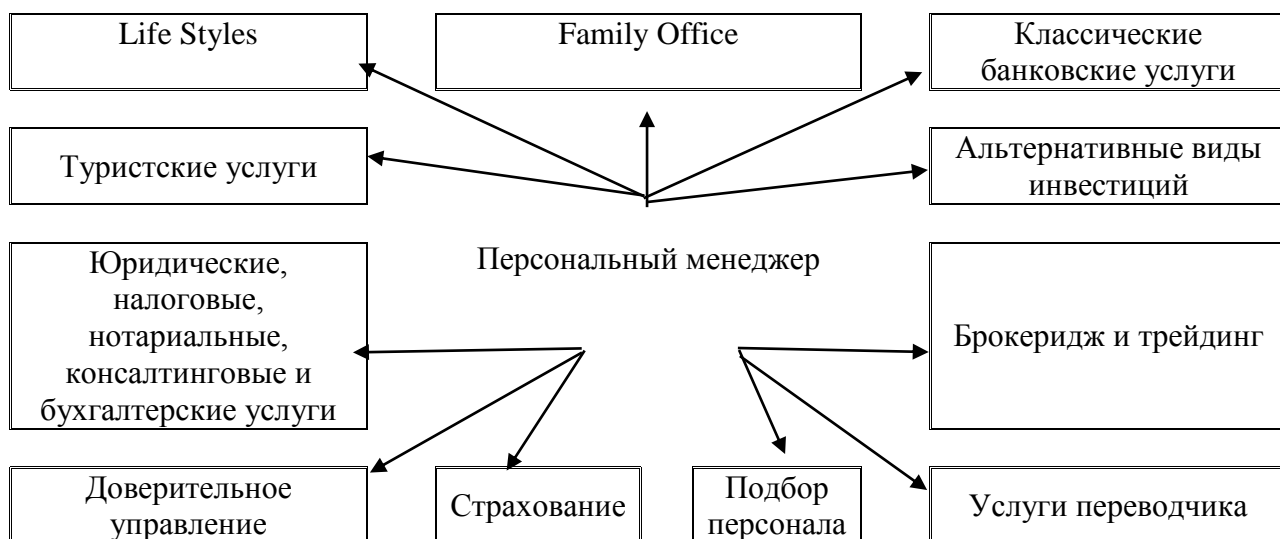 Life Styles
Family Office
Классические
банковские услуги
Туристские услуги
Альтернативные виды
инвестиций
Персональный менеджер
Юридические,
налоговые,
нотариальные,
консалтинговые и
бухгалтерские услуги
Брокеридж и трейдинг
Доверительное
управление
Страхование
Подбор
персонала
Услуги переводчика